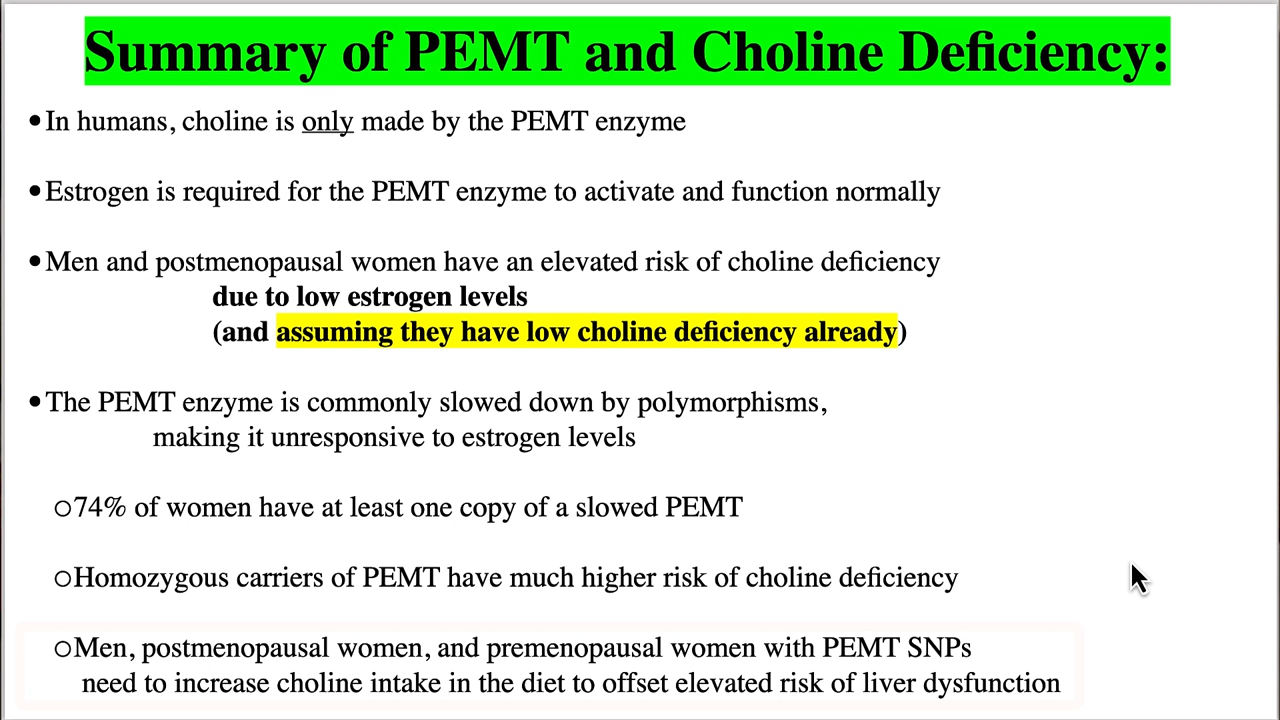 Summary of PEMT and Choline Deficiency:
•In humans, choline is only made by the PEMT enzyme
•Estrogen is required for the PEMT enzyme to activate and function normally
•Men and postmenopausal women have an elevated risk of choline deficiency
due to low estrogen levels
(and assuming they have low choline deficiency already)
•The PEMT enzyme is commonly slowed down by polymorphisms,
making it unresponsive to estrogen levels
○74% of women have at least one copy of a slowed PEMT
○Homozygous carriers of PEMT have much higher risk of choline deficiency
○Men, postmenopausal women, and premenopausal women with PEMT SNPs
need to increase choline intake in the diet to offset elevated risk of liver dysfunction